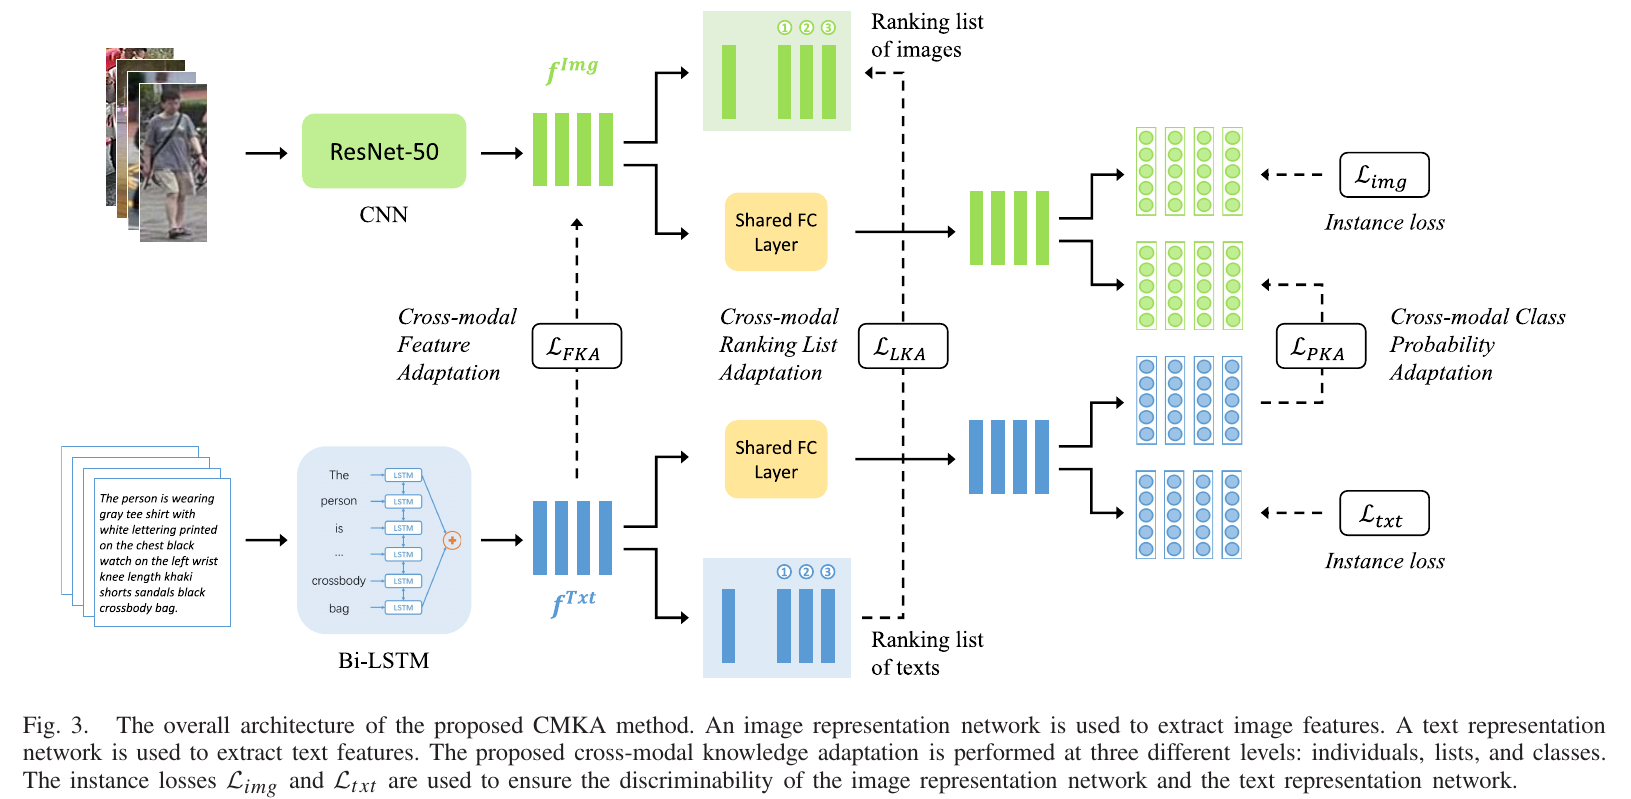 ① ② ③
Ranking list
of images
f^{Img}
ResNet-50
CNN
Shared FC
Layer
ℒ_{img}
Instance loss
Cross-modal
Feature
Adaptation
ℒ_{FKA}
Cross-modal
Ranking List
Adaptation
ℒ_{LKA}
ℒ_{PKA}
Cross-modal Class
Probability
Adaptation
Shared FC
Layer
The person is wearing
gray tee shirt with
white lettering printed
on the chest black
watch on the left wrist
knee length khaki
shorts sandals black
crossbody bag.
The LSTM
person LSTM
is LSTM
... LSTM
crossbody LSTM
bag LSTM
+
Bi-LSTM
f^{Txt}
① ② ③
Ranking list
of texts
ℒ_{txt}
Instance loss
Fig. 3. The overall architecture of the proposed CMKA method. An image representation network is used to extract image features. A text representation
network is used to extract text features. The proposed cross-modal knowledge adaptation is performed at three different levels: individuals, lists, and classes.
The instance losses ℒ_{img} and ℒ_{txt} are used to ensure the discriminability of the image representation network and the text representation network.